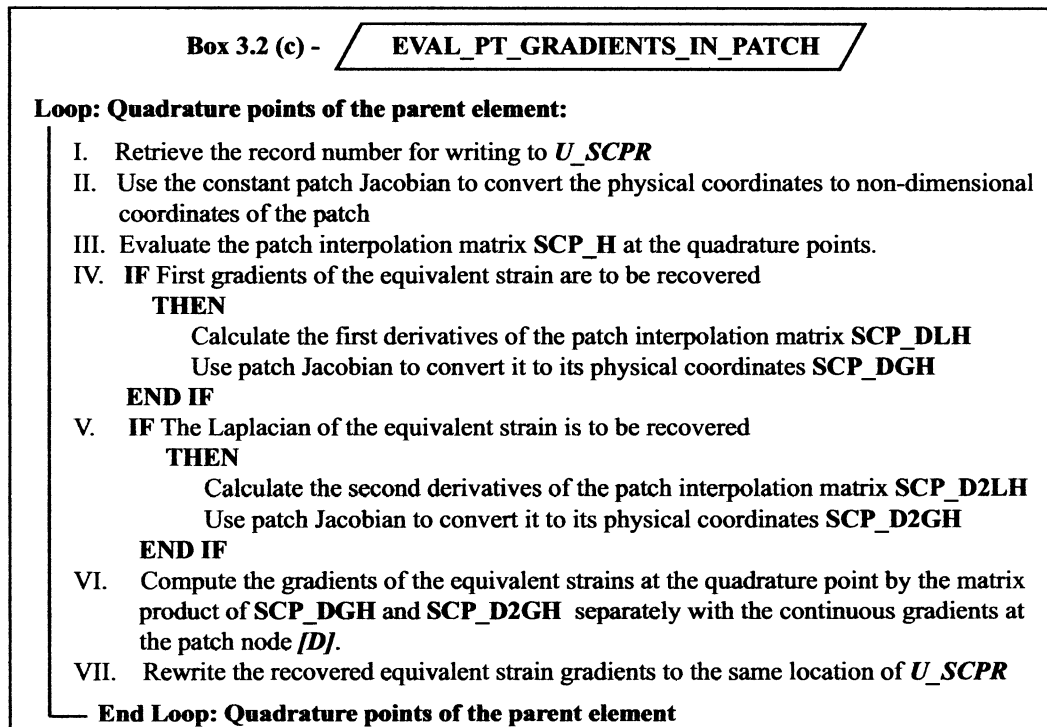 Box 3.2 (c) - EVAL_PT_GRADIENTS_IN_PATCH
Loop: Quadrature points of the parent element:
I. Retrieve the record number for writing to U_SCPR
II. Use the constant patch Jacobian to convert the physical coordinates to non-dimensional
coordinates of the patch
III. Evaluate the patch interpolation matrix SCP_H at the quadrature points.
IV. IF First gradients of the equivalent strain are to be recovered
THEN
Calculate the first derivatives of the patch interpolation matrix SCP_DLH
Use patch Jacobian to convert it to its physical coordinates SCP_DGH
END IF
V. IF The Laplacian of the equivalent strain is to be recovered
THEN
Calculate the second derivatives of the patch interpolation matrix SCP_D2LH
Use patch Jacobian to convert it to its physical coordinates SCP_D2GH
END IF
VI. Compute the gradients of the equivalent strains at the quadrature point by the matrix
product of SCP_DGH and SCP_D2GH separately with the continuous gradients at
the patch node [D].
VII. Rewrite the recovered equivalent strain gradients to the same location of U_SCPR
End Loop: Quadrature points of the parent element